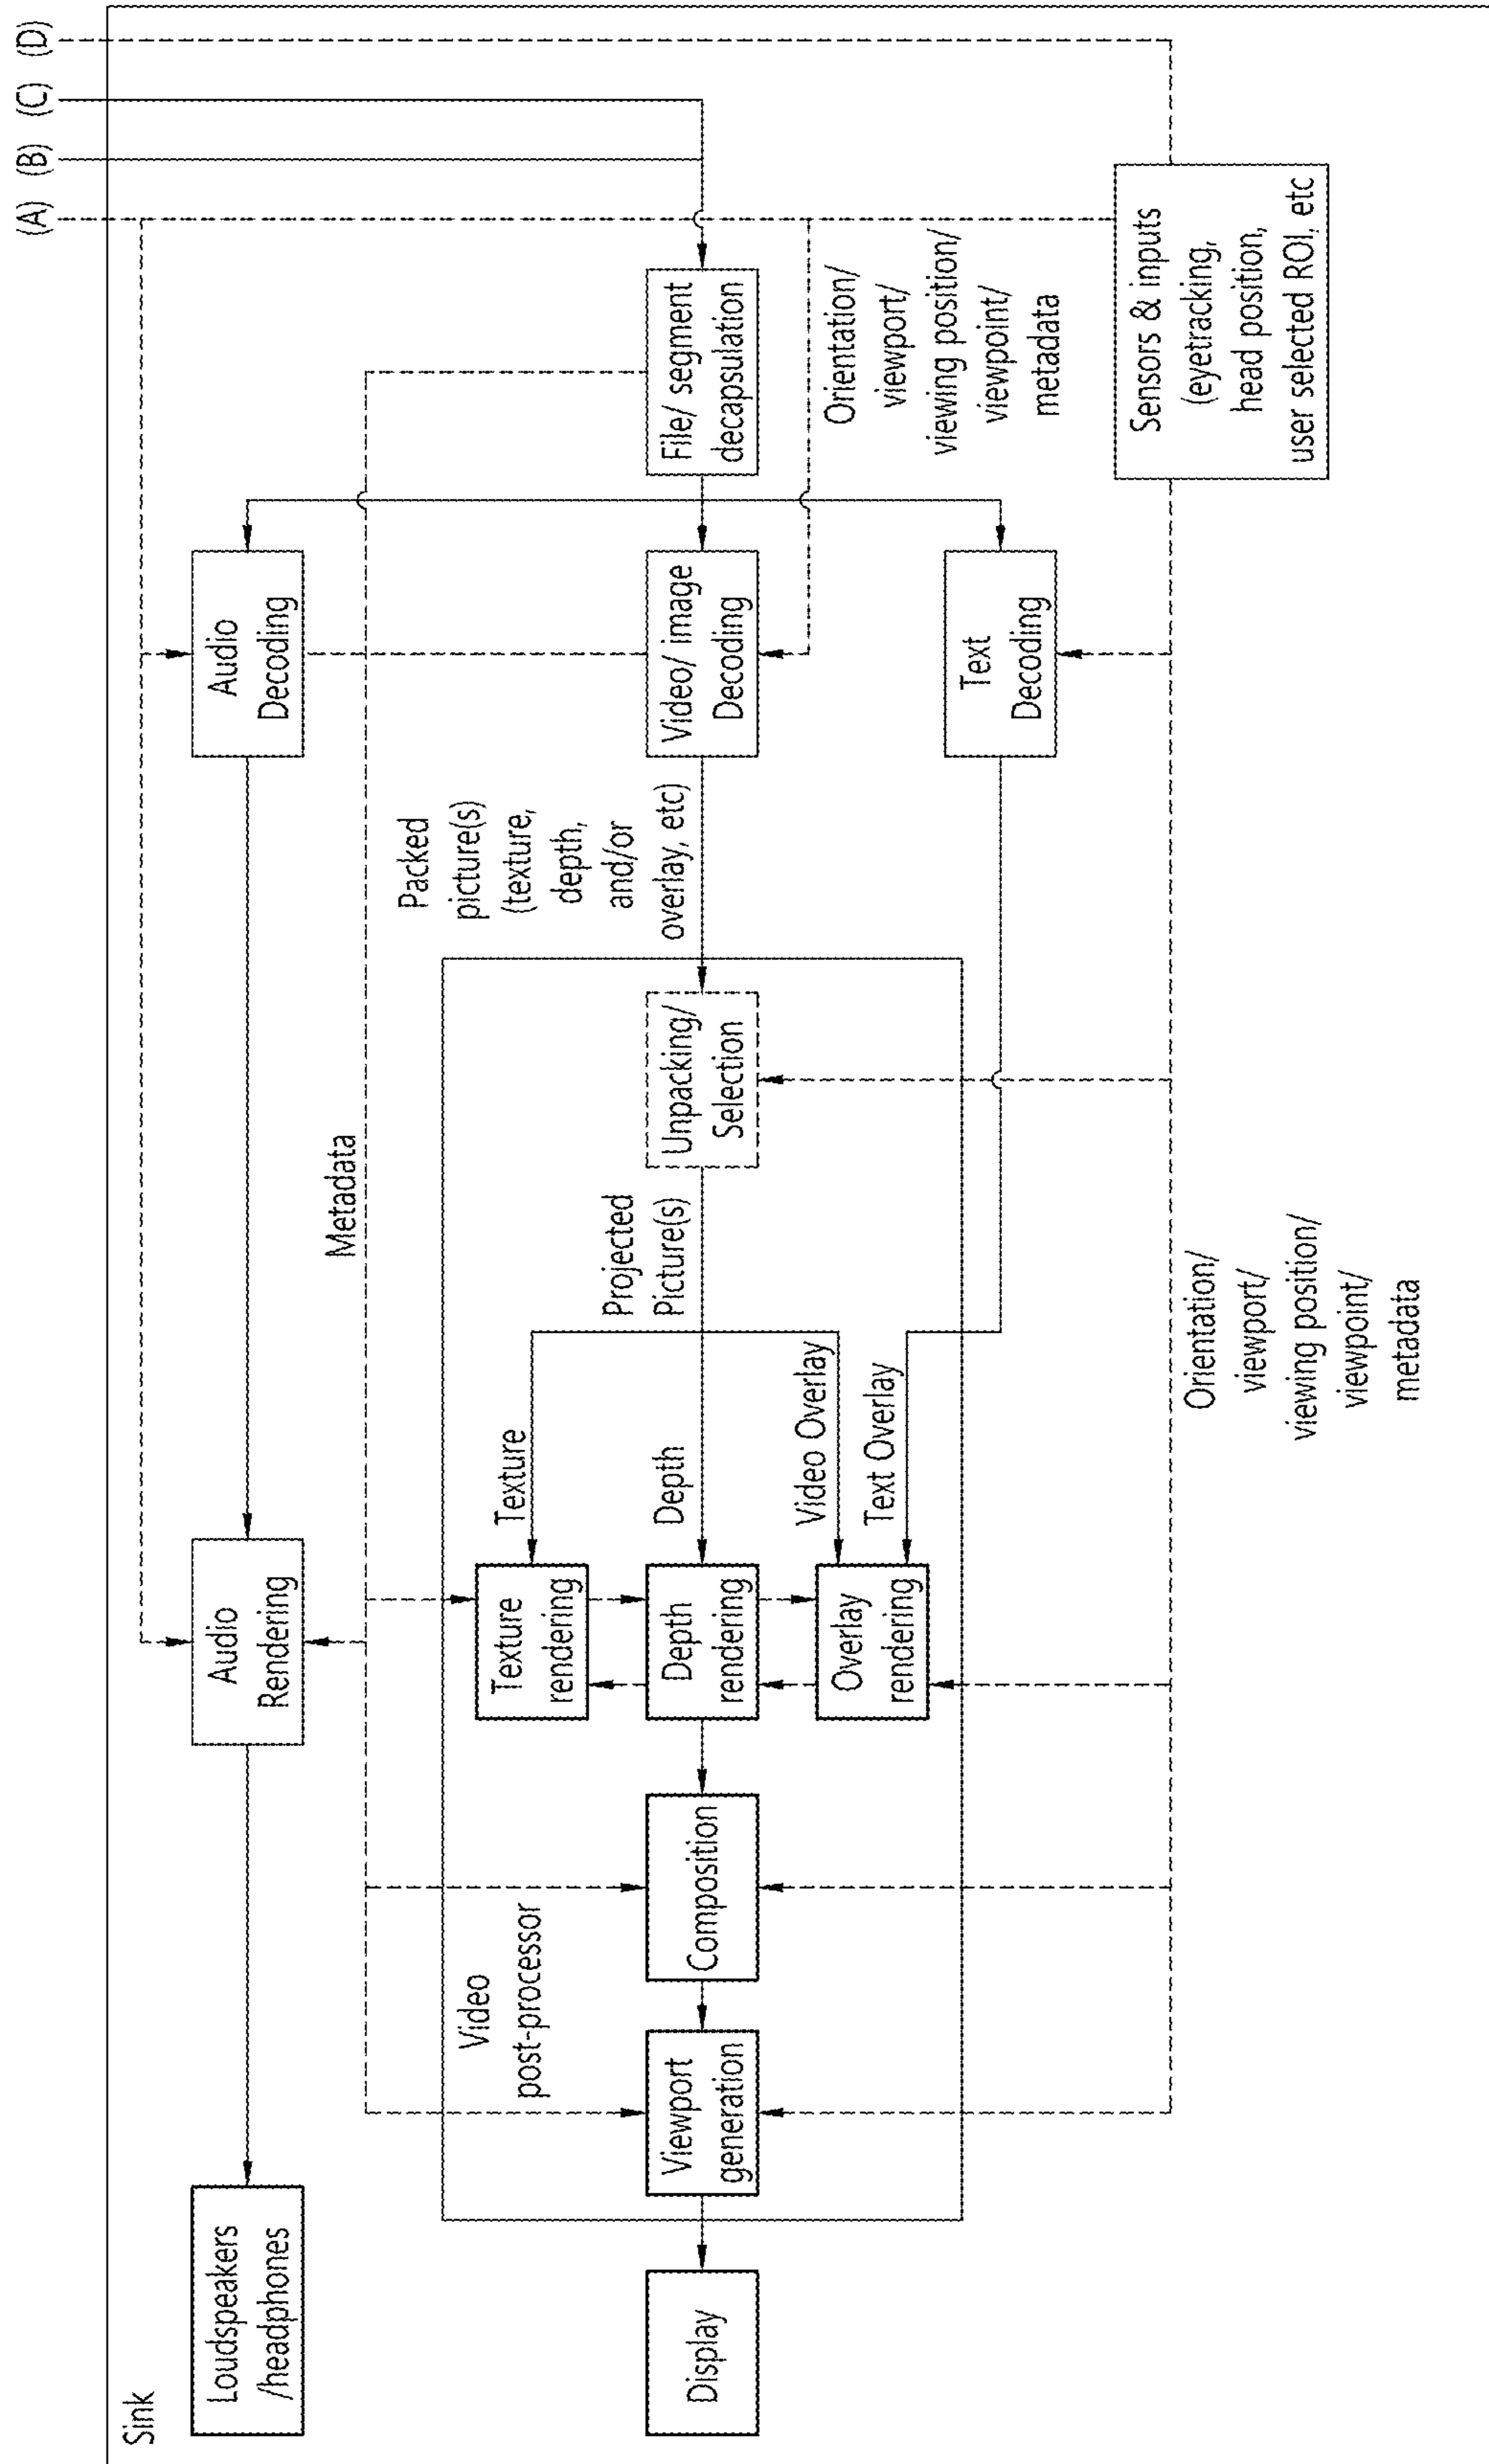 Sink
Loudspeakers
/headphones
Audio
Rendering
Audio
Decoding
(A)
(B)
(C)
(D)
Metadata
Video
post-processor
Texture
Packed
picture(s)
(texture,
depth,
and/or
overlay, etc)
Texture
rendering
Projected
Picture(s)
Display
Viewport
generation
Composition
Depth
rendering
Depth
Unpacking/
Selection
Video/ image
Decoding
File/ segment
decapsulation
Overlay
rendering
Video Overlay
Text Overlay
Orientation/
viewport/
viewing position/
viewpoint/
metadata
Text
Decoding
Orientation/
viewport/
viewing position/
viewpoint/
metadata
Sensors & inputs
(eyetracking,
head position,
user selected ROI, etc